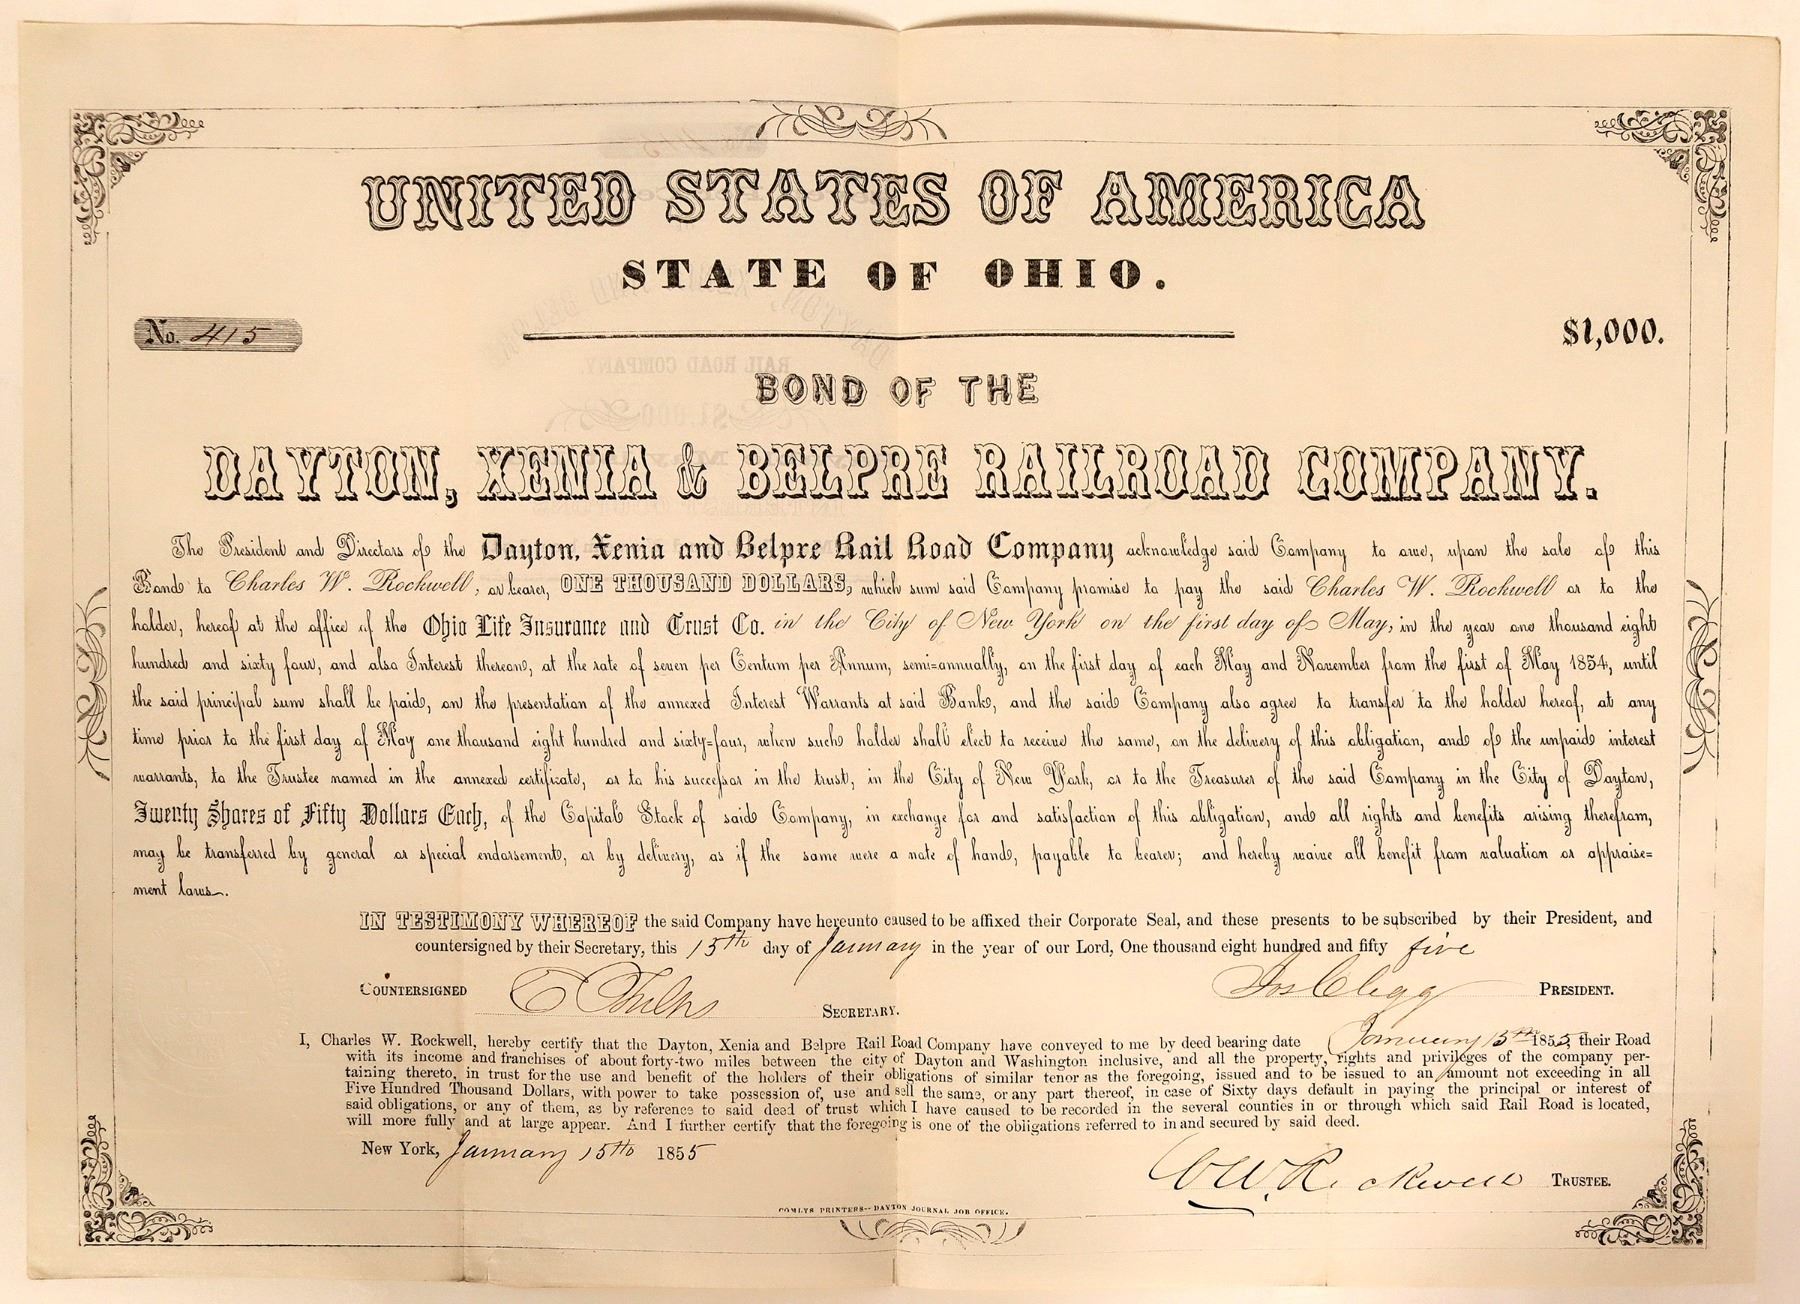 UNITED STATES OF AMERICA
STATE OF OHIO.
No. 415
$1,000.
BOND OF THE
DAYTON, XENIA & BELPRE RAILROAD COMPANY.
The President and Directors of the Dayton, Xenia and Belpre Rail Road Company acknowledge said Company to owe, upon the sale of this
Bond to Charles W. Rockwell, or bearer, ONE THOUSAND DOLLARS, which sum said Company promise to pay the said Charles W. Rockwell or to the
holder, hereof at the office of the Ohio Life Insurance and Trust Co. in the City of New York on the first day of May, in the year one thousand eight
hundred and sixty four, and also Interest thereon, at the rate of seven per Centum per Annum, semi=annually, on the first day of each May and November from the first of May 1854, until
the said principal sum shall be paid, on the presentation of the annexed Interest Warrants at said Bank, and the said Company also agree to transfer to the holder hereof, at any
time prior to the first day of May one thousand eight hundred and sixty=four, when such holder shall elect to receive the same, on the delivery of this obligation, and of the unpaid interest
warrants, to the Trustee named in the annexed certificate, or to his successor in the trust, in the City of New York, or to the Treasurer of the said Company in the City of Dayton,
Twenty Shares of Fifty Dollars Each, of the Capital Stock of said Company, in exchange for and satisfaction of this obligation, and all rights and benefits arising therefrom,
may be transferred by general or special endorsement, or by delivery, as if the same were a note of hand, payable to bearer; and hereby waive all benefit from valuation or appraise=
ment laws.
IN TESTIMONY WHEREOF the said Company have hereunto caused to be affixed their Corporate Seal, and these presents to be subscribed by their President, and
countersigned by their Secretary, this 15th day of January in the year of our Lord, One thousand eight hundred and fifty five
COUNTERSIGNED
SECRETARY.
Jos Clegg PRESIDENT.
I, Charles W. Rockwell, hereby certify that the Dayton, Xenia and Belpre Rail Road Company have conveyed to me by deed bearing date January 15th 1855, their Road
with its income and franchises of about forty-two miles between the city of Dayton and Washington inclusive, and all the property, rights and privileges of the company per-
taining thereto, in trust for the use and benefit of the holders of their obligations of similar tenor as the foregoing, issued and to be issued to an amount not exceeding in all
Five Hundred Thousand Dollars, with power to take possession of, use and sell the same, or any part thereof, in case of Sixty days default in paying the principal or interest of
said obligations, or any of them, as by reference to said deed of trust which I have caused to be recorded in the several counties in or through which said Rail Road is located,
will more fully and at large appear. And I further certify that the foregoing is one of the obligations referred to in and secured by said deed.
New York, January 15th 1855
C W. Rockwell TRUSTEE.
COMLYS PRINTERS--DAYTON JOURNAL JOB OFFICE.